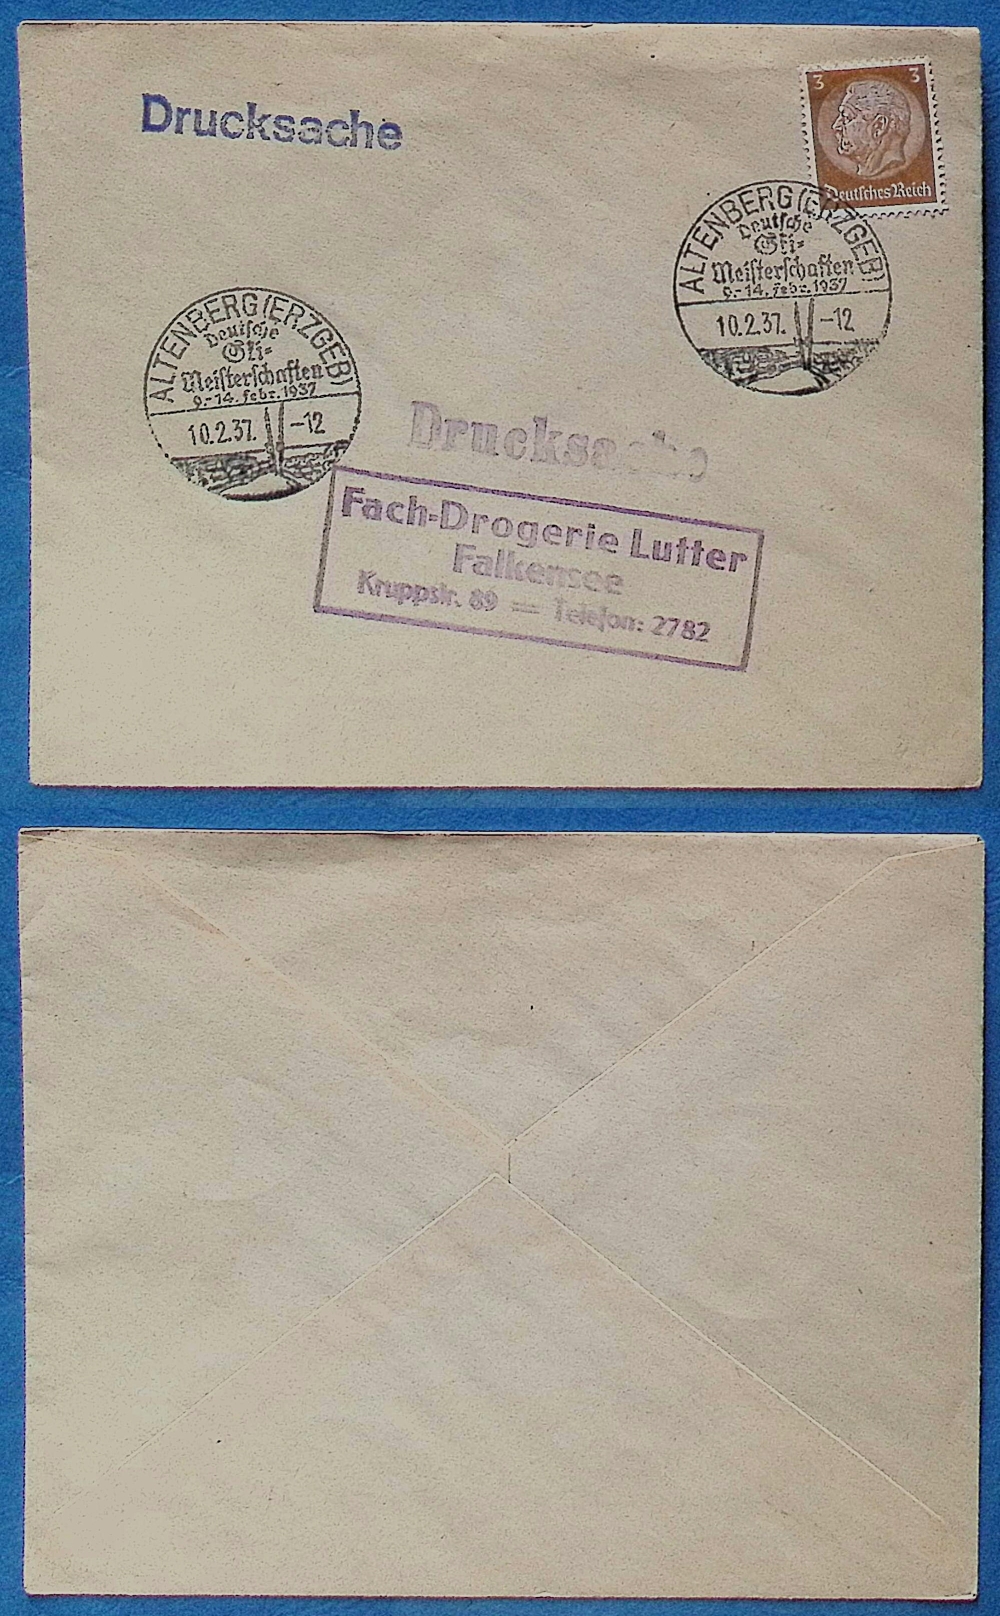 Drucksache
3 3
Deutsches Reich
ALTENBERG (ERZGEB)
Deutsche
Ski-
Meisterschaften
9.-14. Febr. 1937
10.2.37. -12
ALTENBERG (ERZGEB)
Deutsche
Ski-
Meisterschaften
9.-14. Febr. 1937
10.2.37. -12
Drucksache
Fach-Drogerie Lutter
Falkensee
Kruppstr. 89 — Telefon: 2782